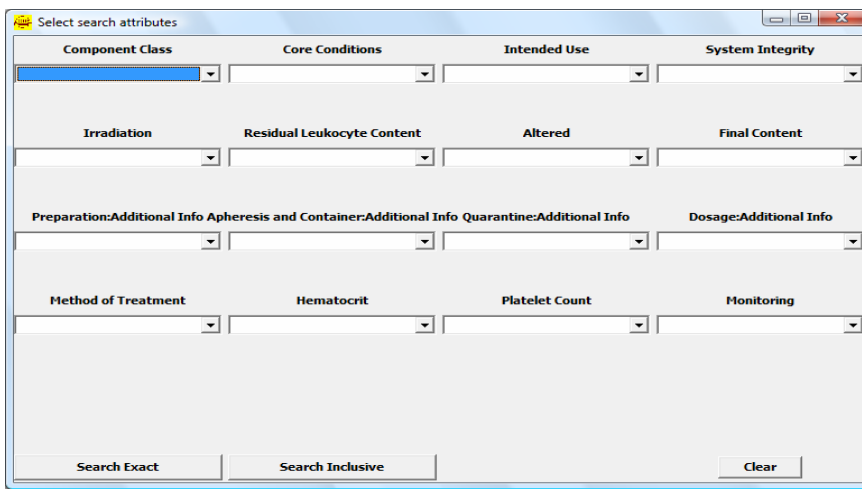 Select search attributes
Component Class Core Conditions Intended Use System Integrity
Irradiation Residual Leukocyte Content Altered Final Content
Preparation:Additional Info Apheresis and Container:Additional Info Quarantine:Additional Info Dosage:Additional Info
Method of Treatment Hematocrit Platelet Count Monitoring
Search Exact Search Inclusive Clear